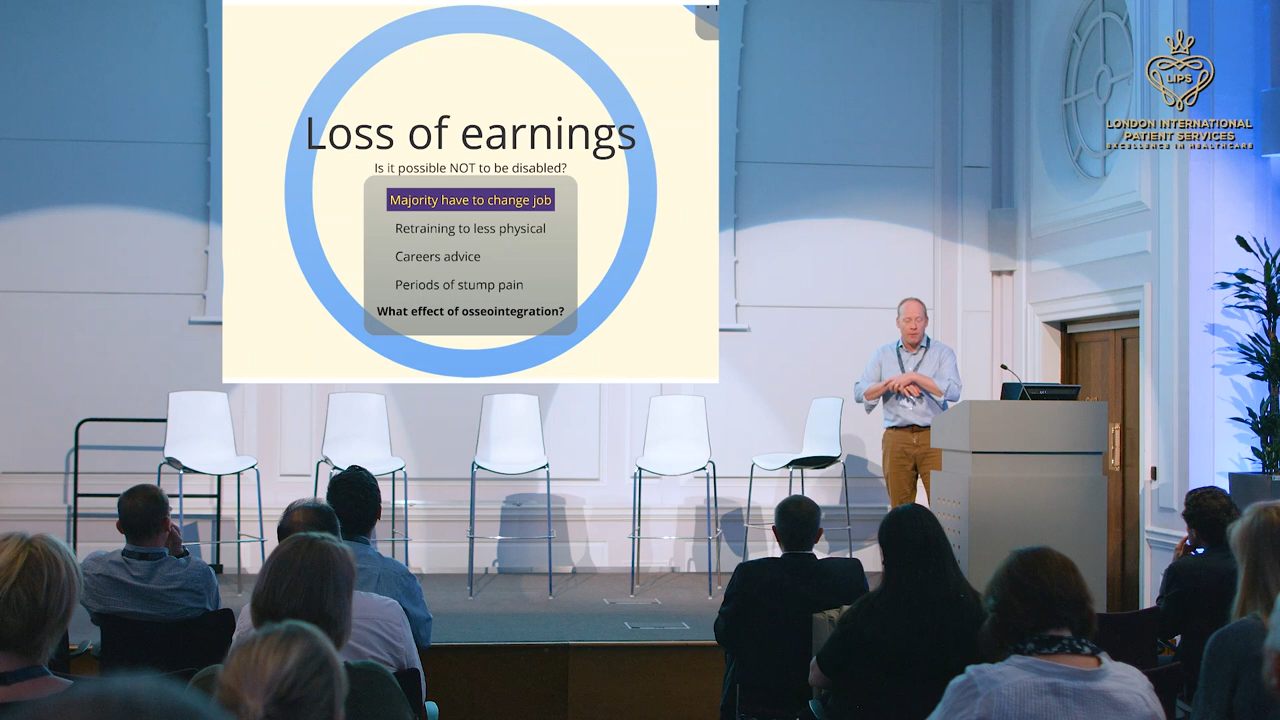 Loss of earnings
Is it possible NOT to be disabled?
Majority have to change job
Retraining to less physical
Careers advice
Periods of stump pain
What effect of osseointegration?
LIPS
LONDON INTERNATIONAL
PATIENT SERVICES
EXCELLENCE IN HEALTHCARE